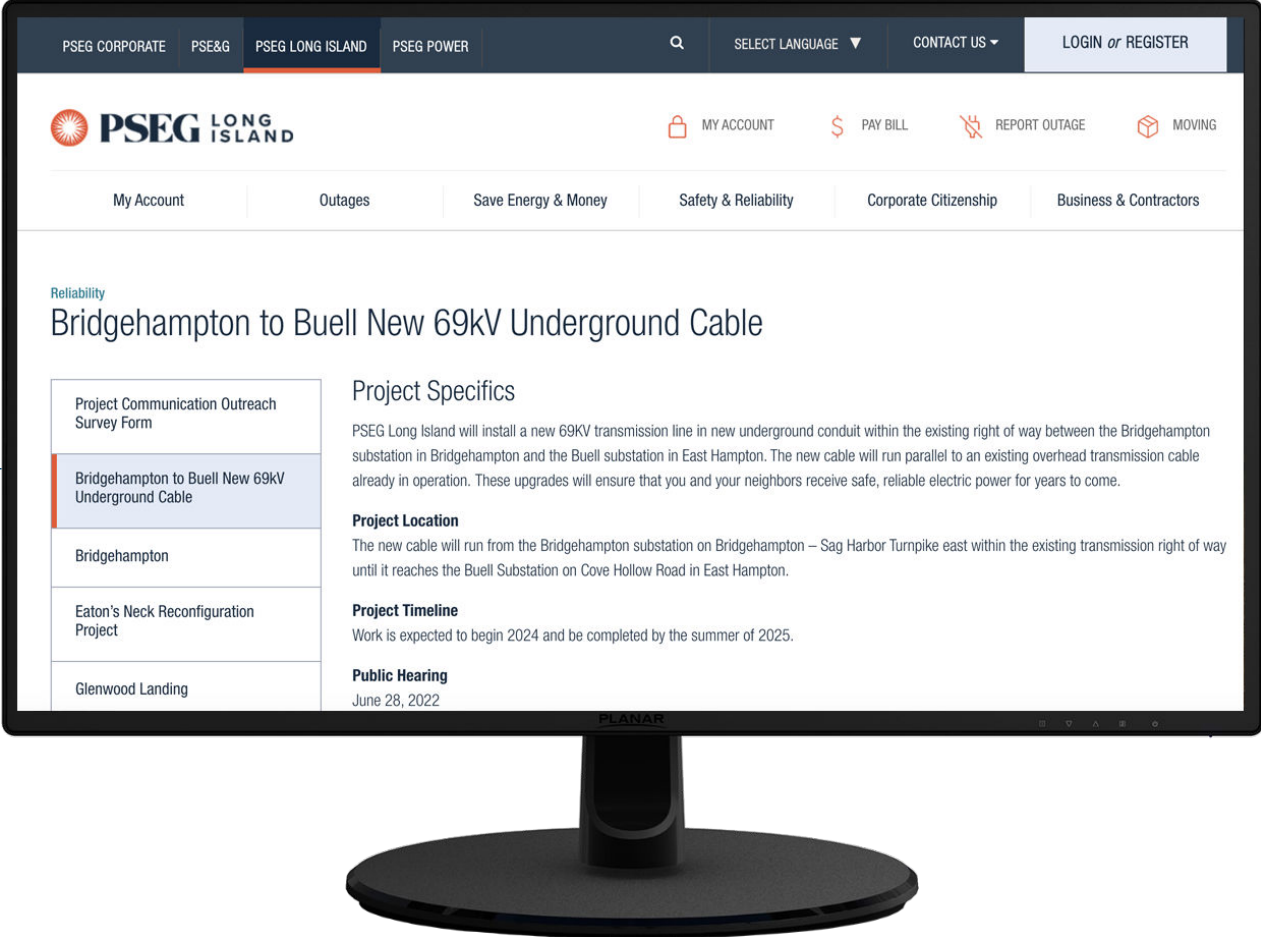 PSEG CORPORATE PSE&G PSEG LONG ISLAND PSEG POWER SELECT LANGUAGE ▼ CONTACT US LOGIN or REGISTER
PSEG LONG ISLAND MY ACCOUNT PAY BILL REPORT OUTAGE MOVING
My Account Outages Save Energy & Money Safety & Reliability Corporate Citizenship Business & Contractors
Reliability
Bridgehampton to Buell New 69kV Underground Cable
Project Communication Outreach
Survey Form
Bridgehampton to Buell New 69kV
Underground Cable
Bridgehampton
Eaton's Neck Reconfiguration
Project
Glenwood Landing
Project Specifics
PSEG Long Island will install a new 69KV transmission line in new underground conduit within the existing right of way between the Bridgehampton
substation in Bridgehampton and the Buell substation in East Hampton. The new cable will run parallel to an existing overhead transmission cable
already in operation. These upgrades will ensure that you and your neighbors receive safe, reliable electric power for years to come.
Project Location
The new cable will run from the Bridgehampton substation on Bridgehampton – Sag Harbor Turnpike east within the existing transmission right of way
until it reaches the Buell Substation on Cove Hollow Road in East Hampton.
Project Timeline
Work is expected to begin 2024 and be completed by the summer of 2025.
Public Hearing
June 28, 2022
PLANAR